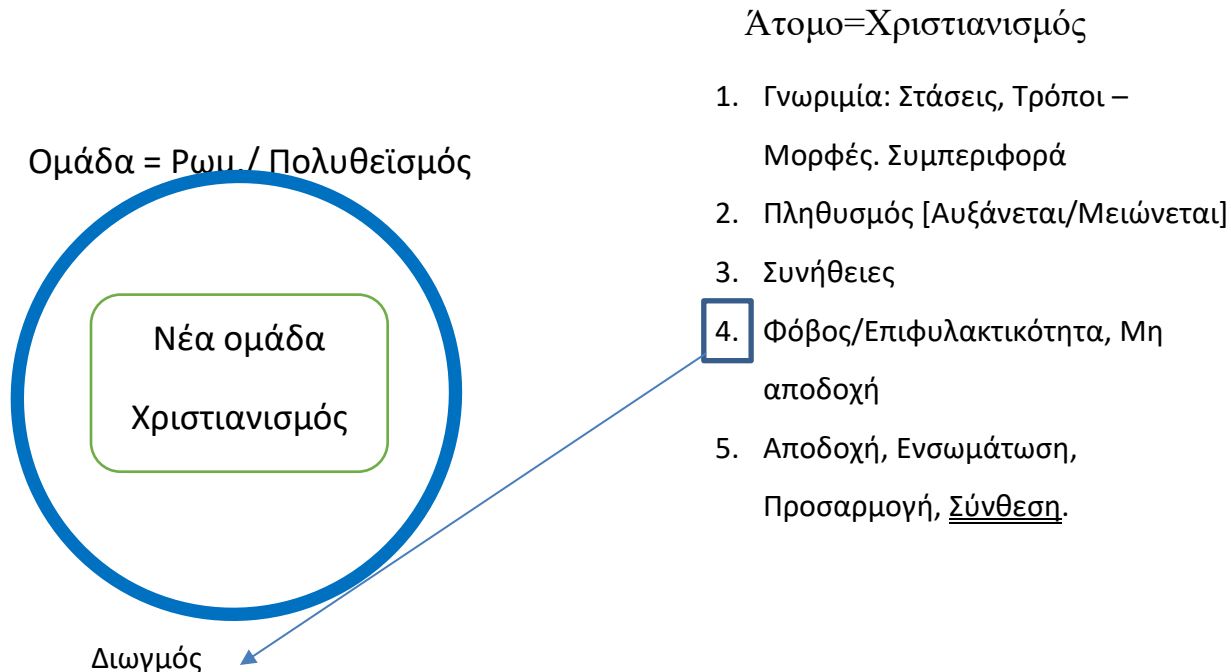 Άτομο=Χριστιανισμός
1. Γνωριμία: Στάσεις, Τρόποι –
Μορφές. Συμπεριφορά
2. Πληθυσμός [Αυξάνεται/Μειώνεται]
3. Συνήθειες
4. Φόβος/Επιφυλακτικότητα, Μη
αποδοχή
5. Αποδοχή, Ενσωμάτωση,
Προσαρμογή, Σύνθεση.
Ομάδα = Ρωμ./ Πολυθεϊσμός
Νέα ομάδα
Χριστιανισμός
Διωγμός